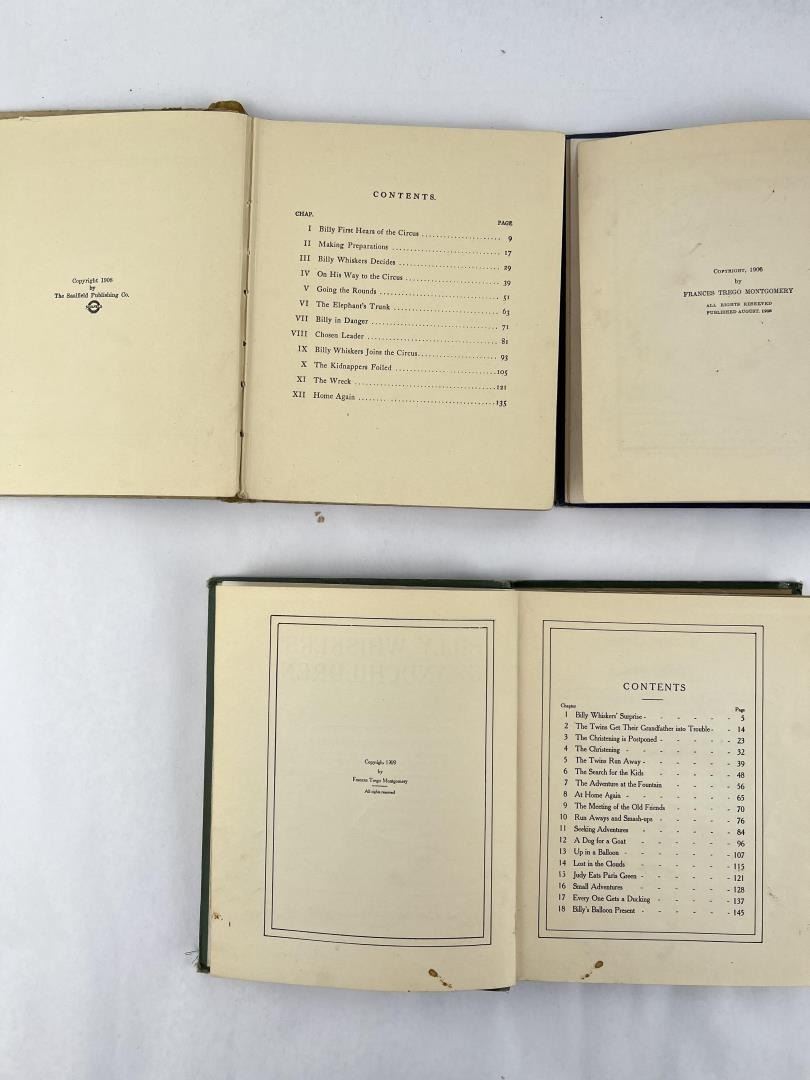 Copyright 1908
by
The Saalfield Publishing Co.
CONTENTS.
CHAP. PAGE
I Billy First Hears of the Circus ........................ 9
II Making Preparations ................................ 17
III Billy Whiskers Decides ............................. 29
IV On His Way to the Circus .......................... 39
V Going the Rounds .................................. 51
VI The Elephant's Trunk .............................. 63
VII Billy in Danger .................................... 71
VIII Chosen Leader .................................... 81
IX Billy Whiskers Joins the Circus ...................... 93
X The Kidnappers Foiled ............................. 105
XI The Wreck ........................................ 121
XII Home Again ...................................... 135
COPYRIGHT, 1906
by
FRANCES TREGO MONTGOMERY
ALL RIGHTS RESERVED
PUBLISHED AUGUST, 1906
Copyright 1909
by
Frances Trego Montgomery
All rights reserved
CONTENTS
Chapter Page
1 Billy Whiskers' Surprise - - - - - - 5
2 The Twins Get Their Grandfather into Trouble - - 14
3 The Christening is Postponed - - - - - 23
4 The Christening - - - - - - 32
5 The Twins Run Away - - - - - - 39
6 The Search for the Kids - - - - - 48
7 The Adventure at the Fountain - - - - 56
8 At Home Again - - - - - - - 65
9 The Meeting of the Old Friends - - - - 70
10 Run Aways and Smash-ups - - - - - 76
11 Seeking Adventures - - - - - - 84
12 A Dog for a Goat - - - - - - 96
13 Up in a Balloon - - - - - - 107
14 Lost in the Clouds - - - - - - 115
15 Judy Eats Paris Green - - - - - - 121
16 Small Adventures - - - - - - 128
17 Every One Gets a Ducking - - - - - 137
18 Billy's Balloon Present - - - - - - 145